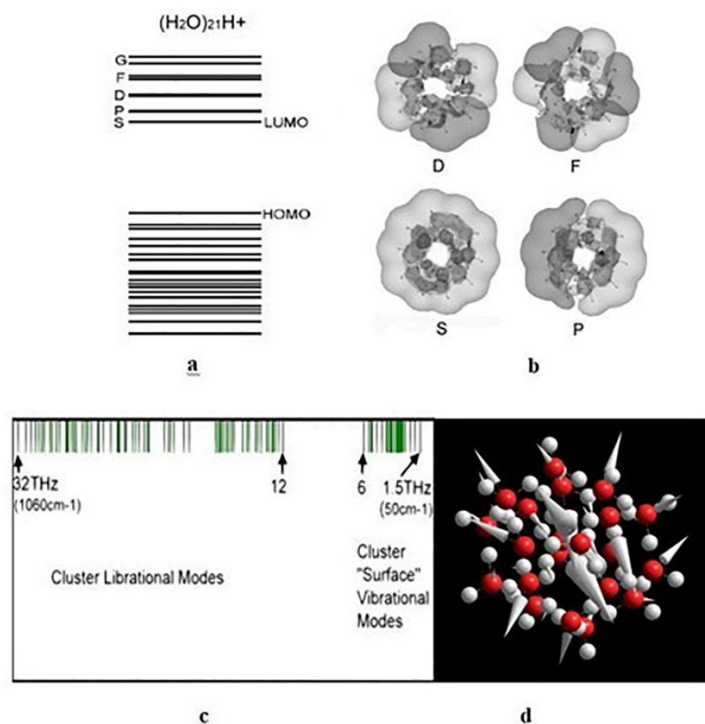 (H₂O)₂₁H+
G
F
D
P
S
LUMO
HOMO
a
D
F
S
P
b
32THz
(1060cm-1)
12
6
1.5THz
(50cm-1)
Cluster Librational Modes
Cluster
"Surface"
Vibrational
Modes
c
d